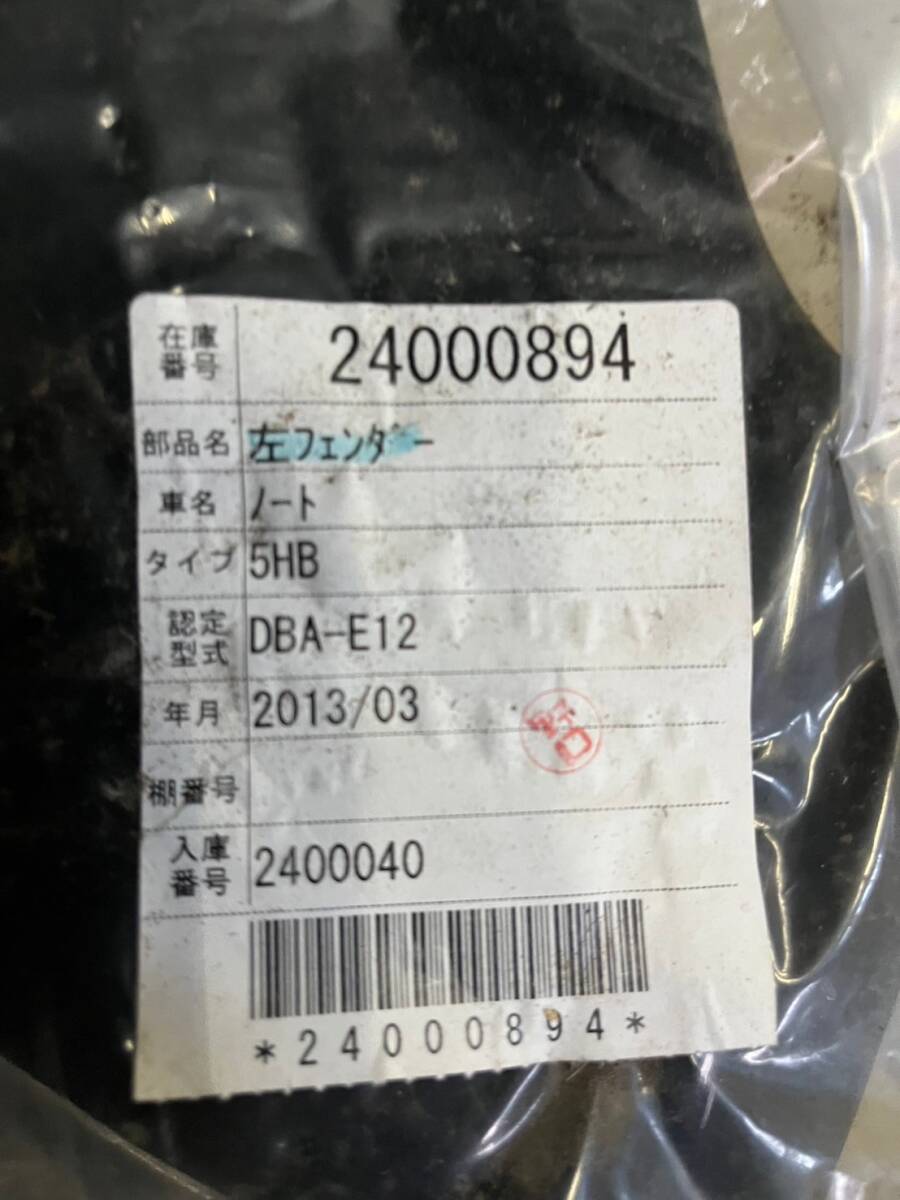 在庫番号 24000894
部品名 左フェンダー
車名 ノート
タイプ 5HB
認定型式 DBA-E12
年月 2013/03
棚番号
入庫番号 2400040
*24000894*